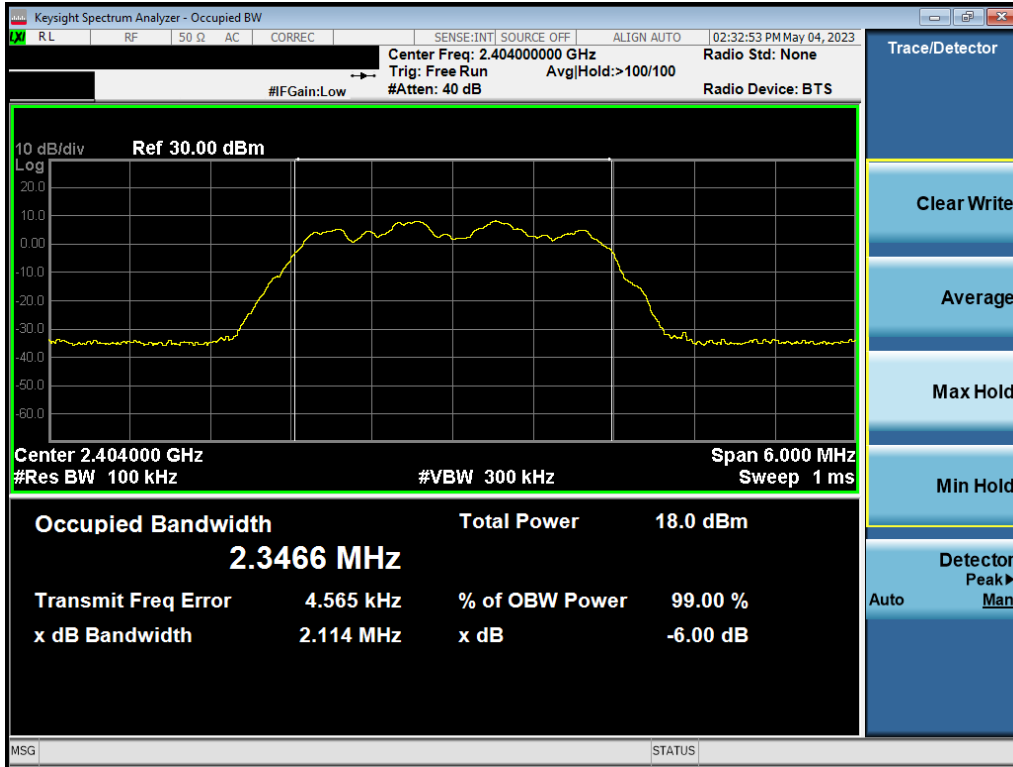 Keysight Spectrum Analyzer - Occupied BW
LXI RL RF 50 Ω AC CORREC SENSE:INT SOURCE OFF ALIGN AUTO 02:32:53 PM May 04, 2023
Center Freq: 2.404000000 GHz Radio Std: None
Trig: Free Run Avg|Hold:>100/100
#IFGain:Low #Atten: 40 dB Radio Device: BTS
Trace/Detector
10 dB/div Ref 30.00 dBm
Log
20.0
10.0
0.00
-10.0
-20.0
-30.0
-40.0
-50.0
-60.0
Center 2.404000 GHz Span 6.000 MHz
#Res BW 100 kHz #VBW 300 kHz Sweep 1 ms
Occupied Bandwidth Total Power 18.0 dBm
2.3466 MHz
Transmit Freq Error 4.565 kHz % of OBW Power 99.00 %
x dB Bandwidth 2.114 MHz x dB -6.00 dB
Clear Write
Average
Max Hold
Min Hold
Detector
Peak▶
Auto Man
MSG STATUS